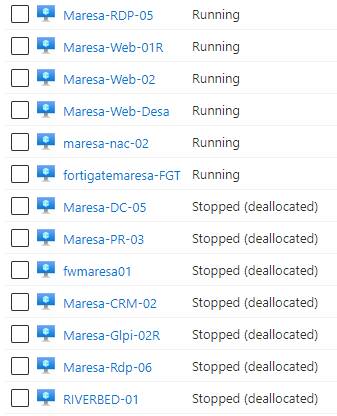 Maresa-RDP-05 Running
Maresa-Web-01R Running
Maresa-Web-02 Running
Maresa-Web-Desa Running
maresa-nac-02 Running
fortigatemaresa-FGT Running
Maresa-DC-05 Stopped (deallocated)
Maresa-PR-03 Stopped (deallocated)
fwmaresa01 Stopped (deallocated)
Maresa-CRM-02 Stopped (deallocated)
Maresa-Glpi-02R Stopped (deallocated)
Maresa-Rdp-06 Stopped (deallocated)
RIVERBED-01 Stopped (deallocated)